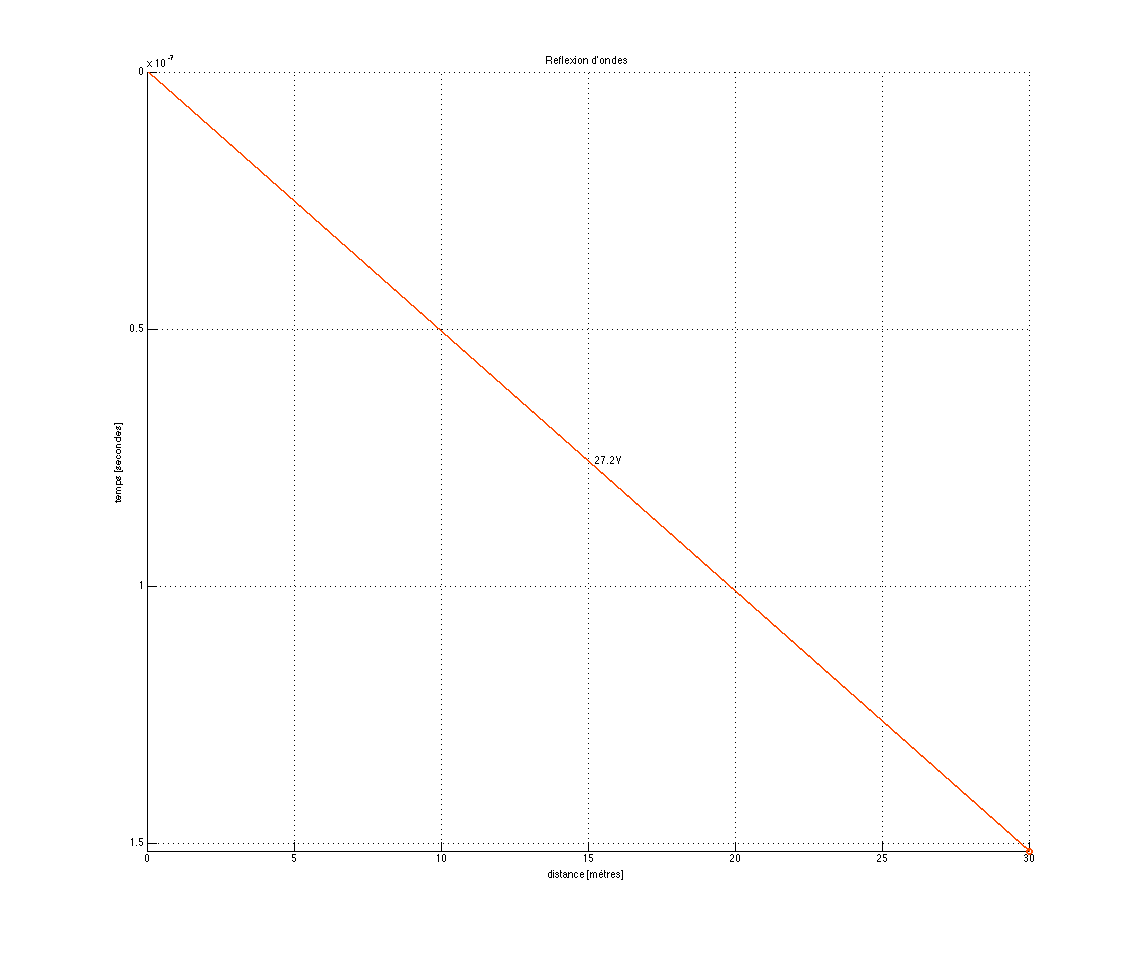 Reflexion d'ondes
x 10-7
0
0.5
1
1.5
temps [secondes]
27.2V
0 5 10 15 20 25 30
distance [mètres]